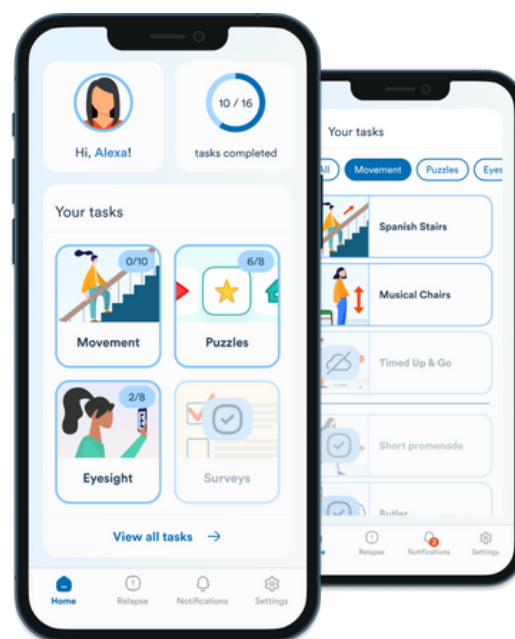 10 / 16
Hi, Alexa!
tasks completed
Your tasks
0/10
6/8
Movement
Puzzles
2/8
Eyesight
Surveys
View all tasks →
Home
Relapse
Notifications
Settings
Your tasks
All
Movement
Puzzles
Eyes
Spanish Stairs
Musical Chairs
Timed Up & Go
Short promenade
Butler
Relapse
2
Notifications
Settings